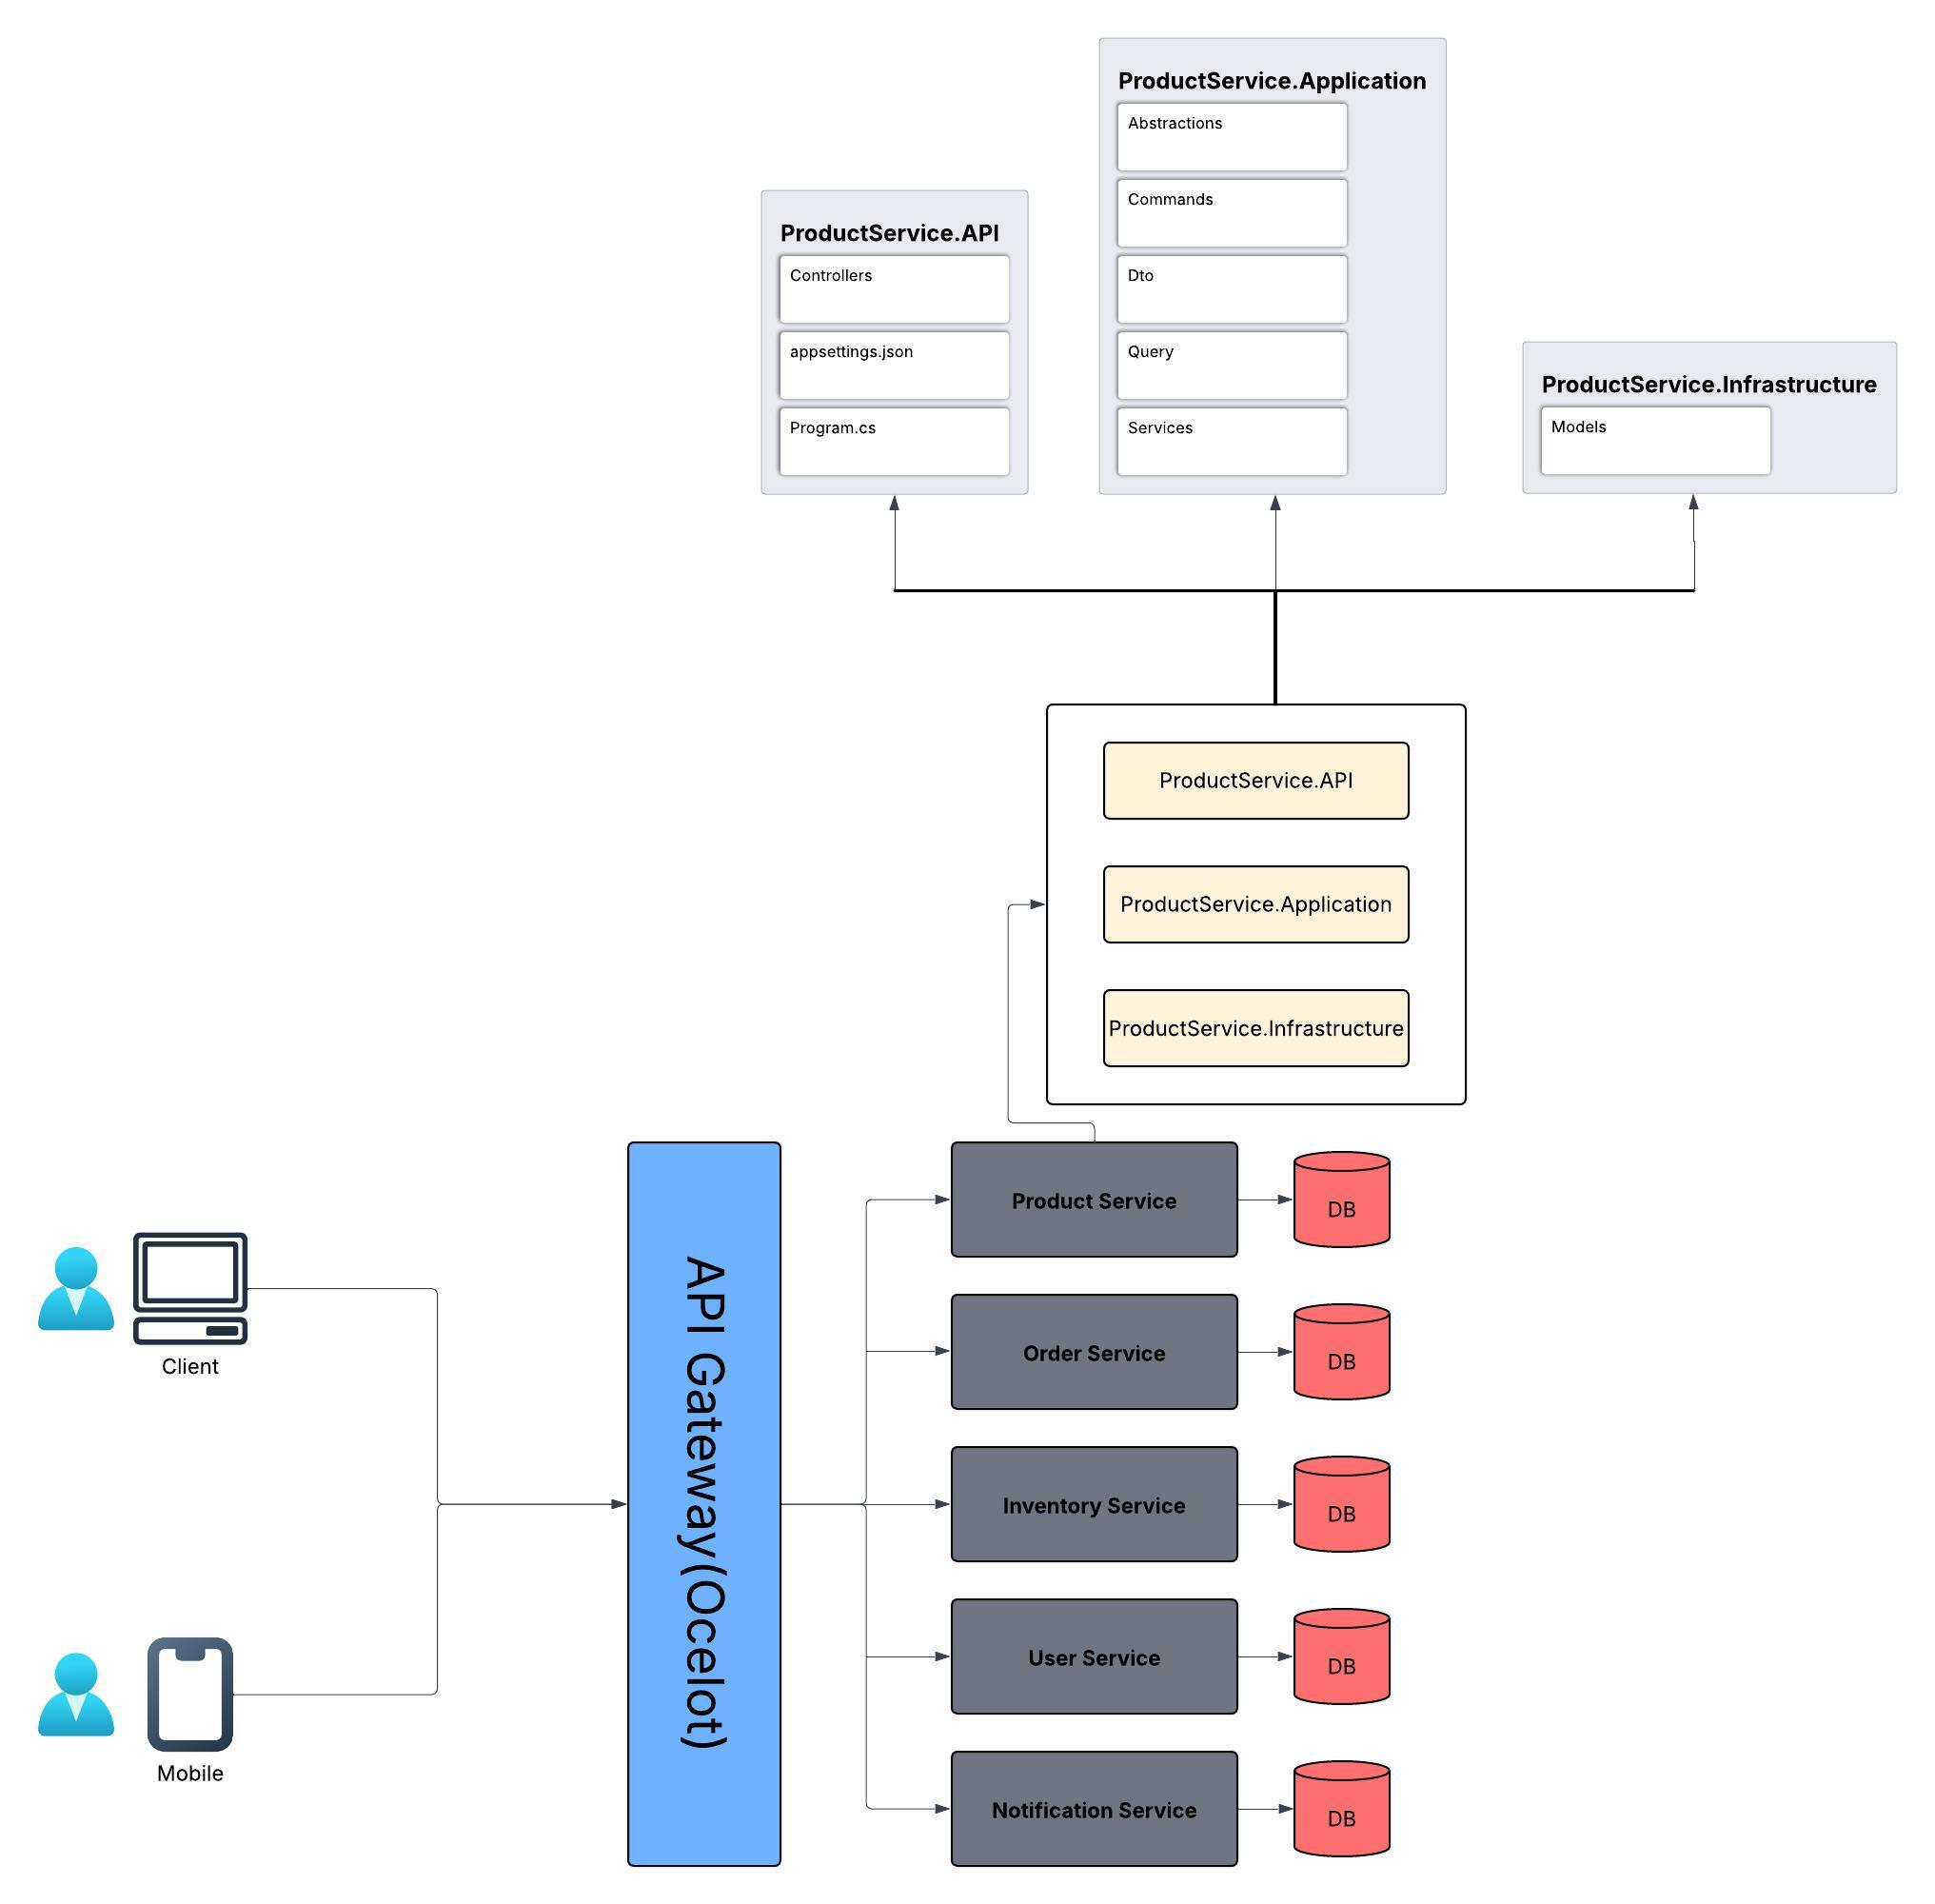 ProductService.Application
Abstractions
Commands
Dto
Query
Services
ProductService.API
Controllers
appsettings.json
Program.cs
ProductService.Infrastructure
Models
ProductService.API
ProductService.Application
ProductService.Infrastructure
Client
Mobile
API Gateway(Ocelot)
Product Service
DB
Order Service
DB
Inventory Service
DB
User Service
DB
Notification Service
DB